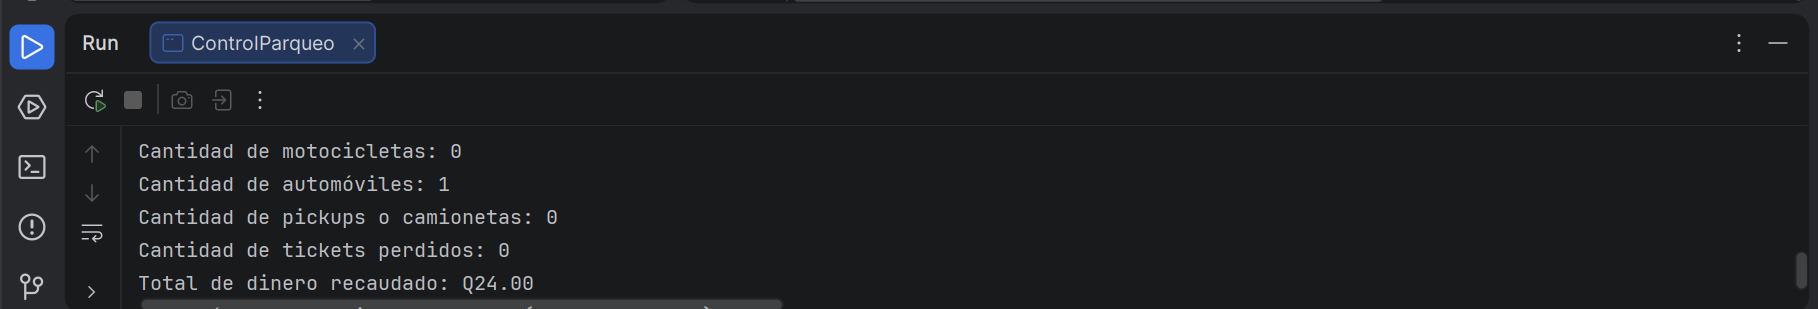 Run ControlParqueo
Cantidad de motocicletas: 0
Cantidad de automóviles: 1
Cantidad de pickups o camionetas: 0
Cantidad de tickets perdidos: 0
Total de dinero recaudado: Q24.00